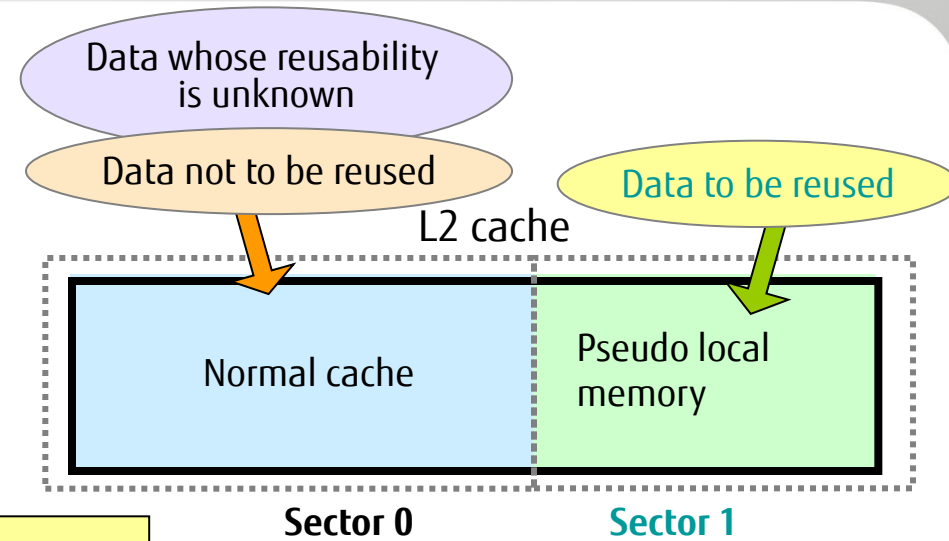 Data whose reusability
is unknown
Data not to be reused
Data to be reused
L2 cache
Normal cache
Pseudo local
memory
Sector 0
Sector 1